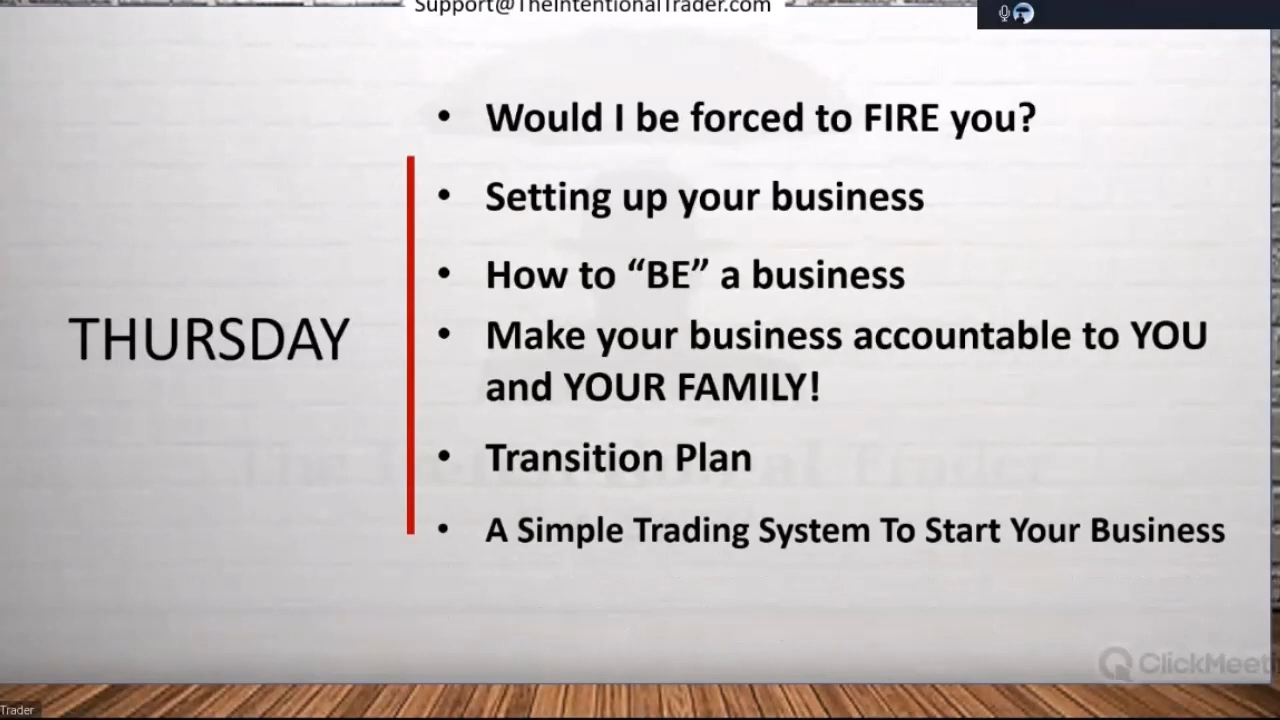 Support@TheIntentionalTrader.com
• Would I be forced to FIRE you?
• Setting up your business
• How to “BE” a business
THURSDAY
• Make your business accountable to YOU
and YOUR FAMILY!
• Transition Plan
• A Simple Trading System To Start Your Business
ClickMeeti
Trader